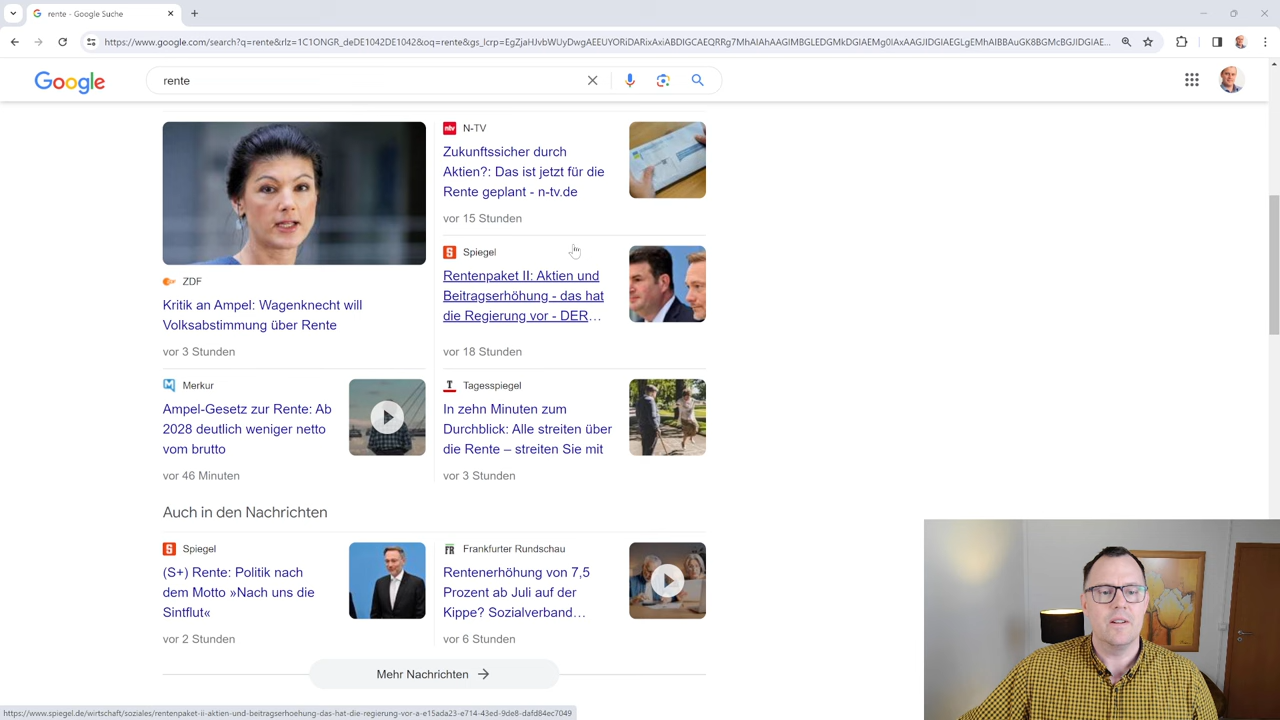 rente - Google Suche
https://www.google.com/search?q=rente&rlz=1C1ONGR_deDE1042DE1042&oq=rente&gs_lcrp=
Google
rente
N-TV
Zukunftssicher durch
Aktien?: Das ist jetzt für die
Rente geplant - n-tv.de
vor 15 Stunden
Spiegel
Rentenpaket II: Aktien und
Beitragserhöhung - das hat
die Regierung vor - DER…
vor 18 Stunden
ZDF
Kritik an Ampel: Wagenknecht will
Volksabstimmung über Rente
vor 3 Stunden
Merkur
Ampel-Gesetz zur Rente: Ab
2028 deutlich weniger netto
vom brutto
vor 46 Minuten
Tagesspiegel
In zehn Minuten zum
Durchblick: Alle streiten über
die Rente – streiten Sie mit
vor 3 Stunden
Auch in den Nachrichten
Spiegel
(S+) Rente: Politik nach
dem Motto »Nach uns die
Sintflut«
vor 2 Stunden
Frankfurter Rundschau
Rentenerhöhung von 7,5
Prozent ab Juli auf der
Kippe? Sozialverband…
vor 6 Stunden
Mehr Nachrichten
https://www.spiegel.de/wirtschaft/soziales/rentenpaket-ii-aktien-und-beitragserhoehung-das-hat-die-regierung-vor-a-e15ada23-e714-43ed-9de8-dafd84ec7049